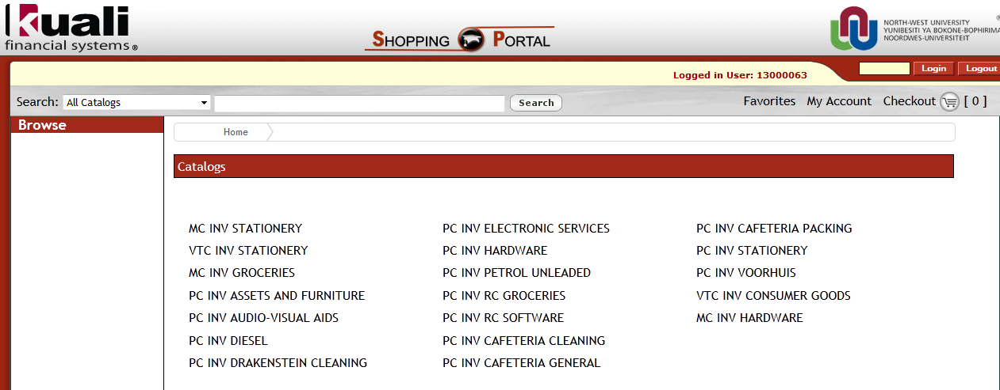 kuali
financial systems®
SHOPPING PORTAL
NORTH-WEST UNIVERSITY
YUNIBESITI YA BOKONE-BOPHIRIMA
NOORDWES-UNIVERSITEIT
Logged in User: 13000063
Login
Logout
Search: All Catalogs Search
Favorites My Account Checkout [ 0 ]
Browse
Home
Catalogs
MC INV STATIONERY
VTC INV STATIONERY
MC INV GROCERIES
PC INV ASSETS AND FURNITURE
PC INV AUDIO-VISUAL AIDS
PC INV DIESEL
PC INV DRAKENSTEIN CLEANING
PC INV ELECTRONIC SERVICES
PC INV HARDWARE
PC INV PETROL UNLEADED
PC INV RC GROCERIES
PC INV RC SOFTWARE
PC INV CAFETERIA CLEANING
PC INV CAFETERIA GENERAL
PC INV CAFETERIA PACKING
PC INV STATIONERY
PC INV VOORHUIS
VTC INV CONSUMER GOODS
MC INV HARDWARE